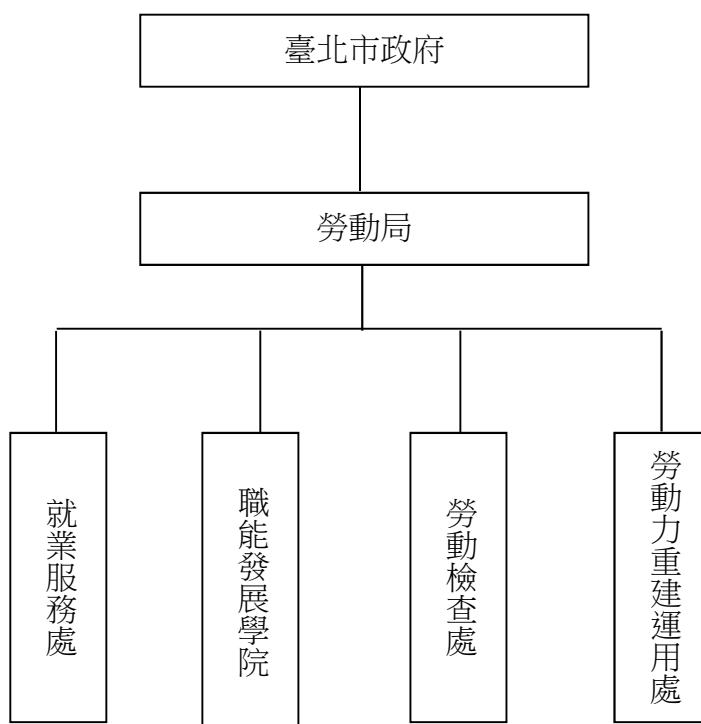 臺北市政府
勞動局
就業服務處
職能發展學院
勞動檢查處
勞動力重建運用處